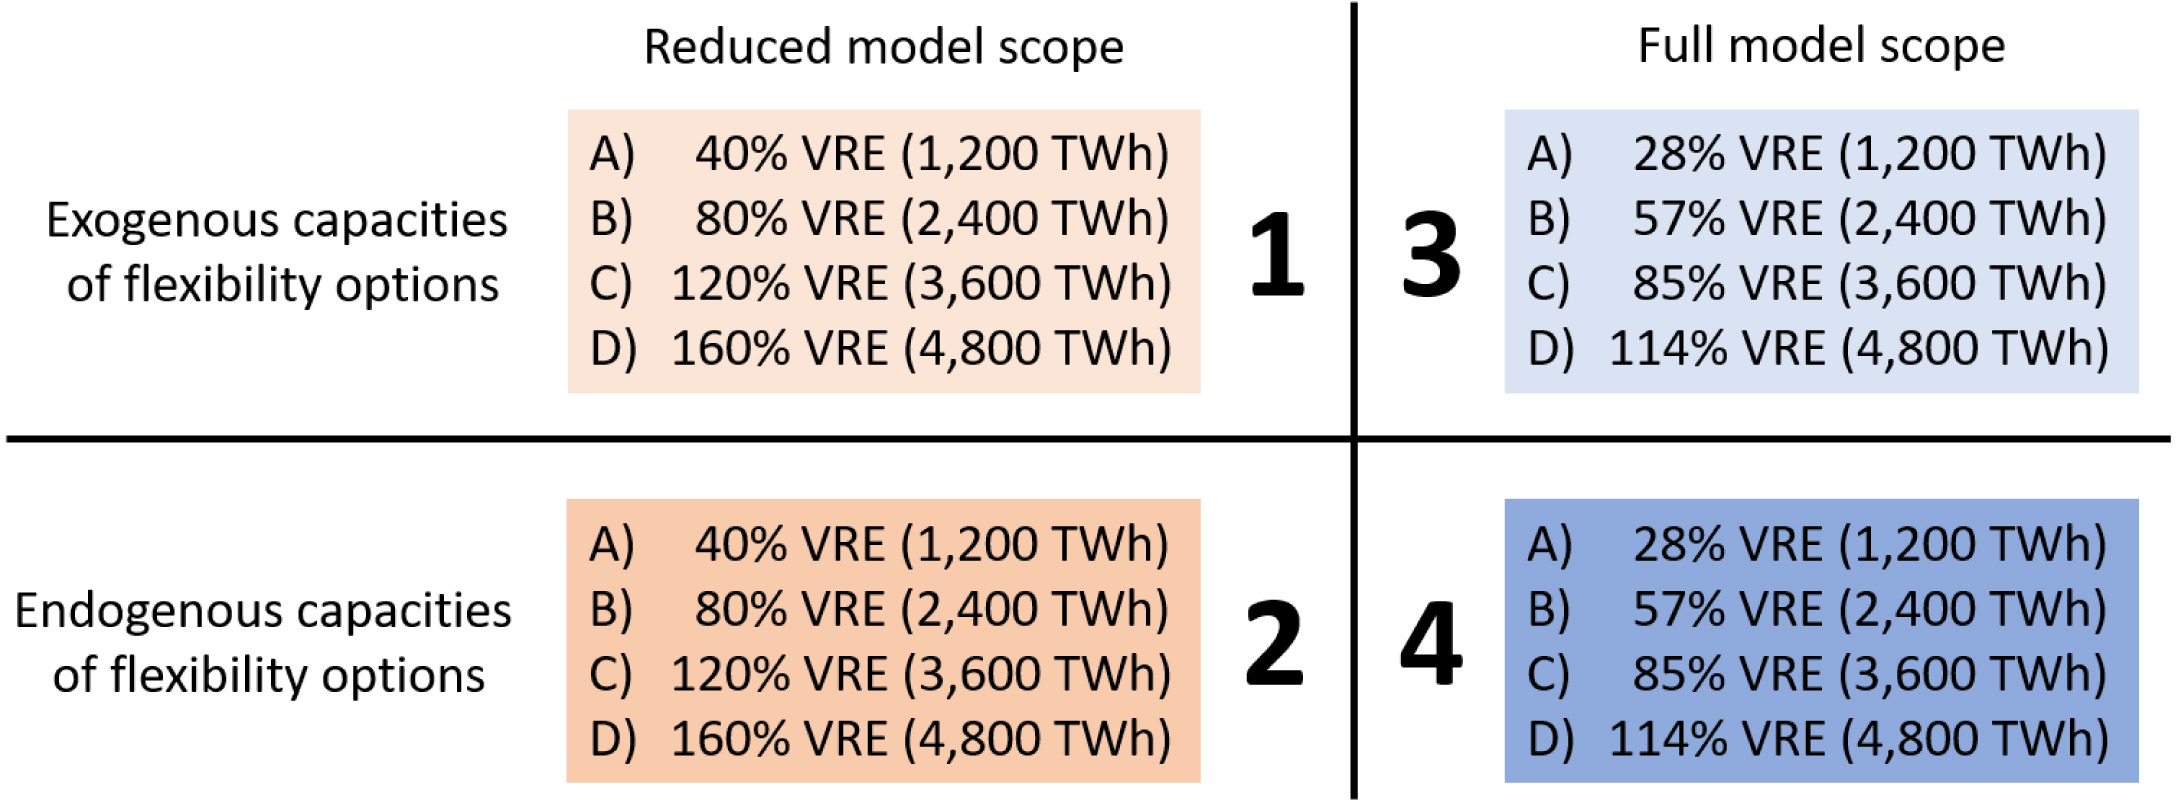 Reduced model scope
Full model scope
Exogenous capacities
of flexibility options
A) 40% VRE (1,200 TWh)
B) 80% VRE (2,400 TWh)
C) 120% VRE (3,600 TWh)
D) 160% VRE (4,800 TWh)
1
3
A) 28% VRE (1,200 TWh)
B) 57% VRE (2,400 TWh)
C) 85% VRE (3,600 TWh)
D) 114% VRE (4,800 TWh)
Endogenous capacities
of flexibility options
A) 40% VRE (1,200 TWh)
B) 80% VRE (2,400 TWh)
C) 120% VRE (3,600 TWh)
D) 160% VRE (4,800 TWh)
2
4
A) 28% VRE (1,200 TWh)
B) 57% VRE (2,400 TWh)
C) 85% VRE (3,600 TWh)
D) 114% VRE (4,800 TWh)